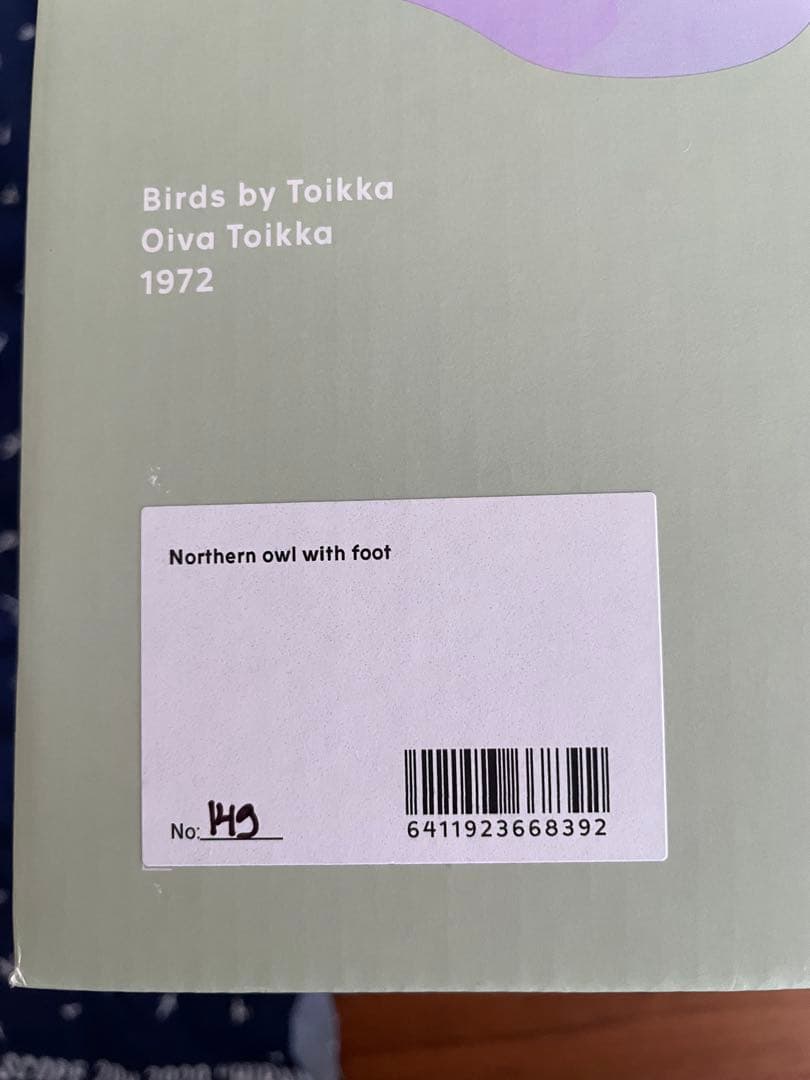 Birds by Toikka
Oiva Toikka
1972
Northern owl with foot
No: 149
6411923668392